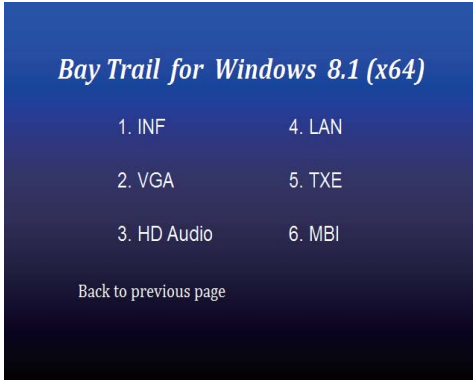 Bay Trail for Windows 8.1 (x64)
1. INF
2. VGA
3. HD Audio
4. LAN
5. TXE
6. MBI
Back to previous page